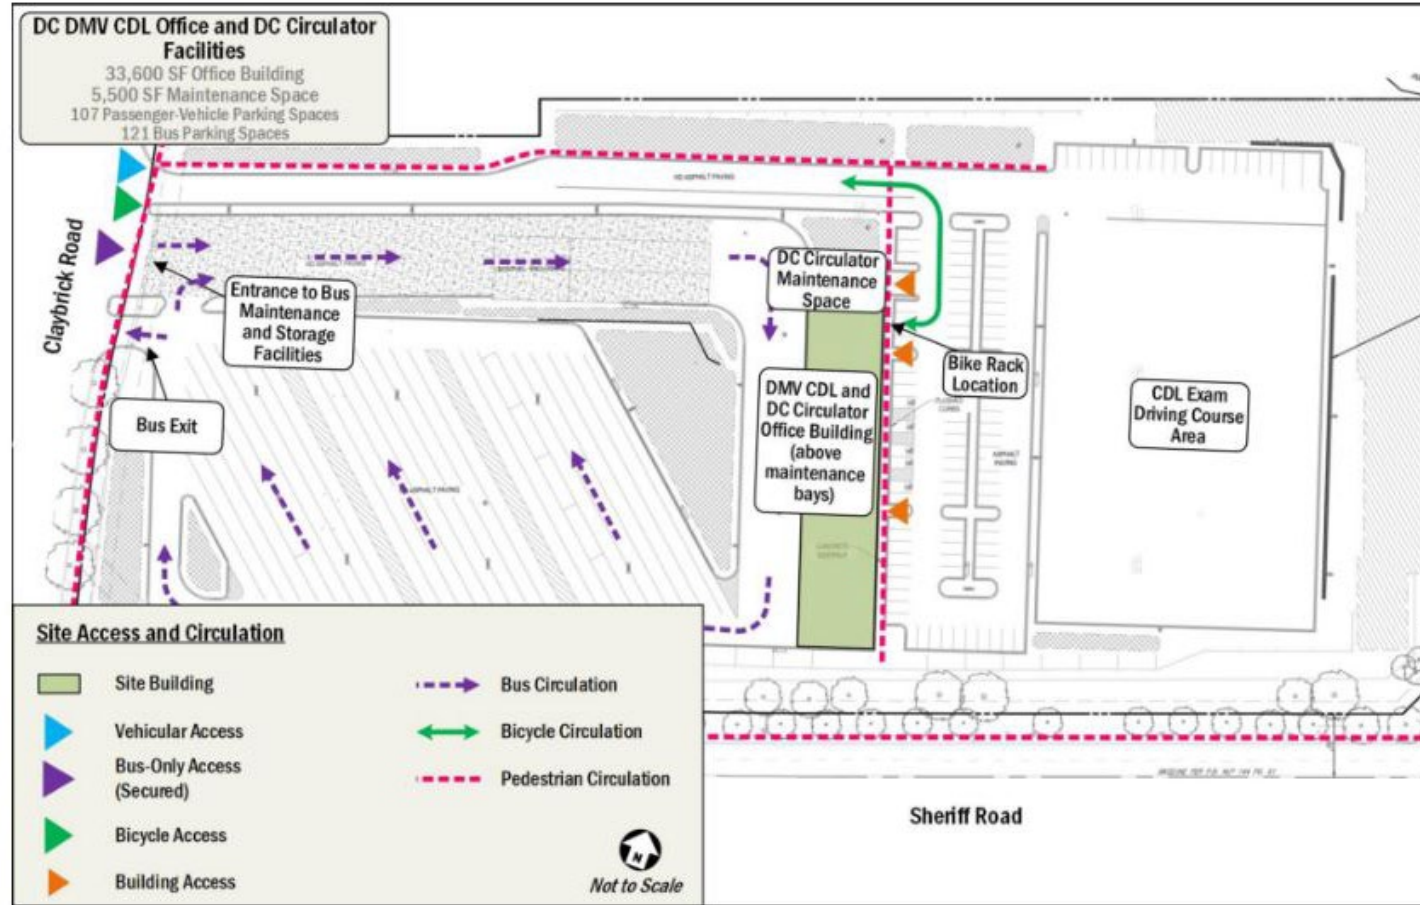 DC DMV CDL Office and DC Circulator
Facilities
33,600 SF Office Building
5,500 SF Maintenance Space
107 Passenger-Vehicle Parking Spaces
121 Bus Parking Spaces
Claybrick Road
Entrance to Bus
Maintenance
and Storage
Facilities
Bus Exit
DC Circulator
Maintenance
Space
DMV CDL and
DC Circulator
Office Building
(above
maintenance
bays)
Bike Rack
Location
CDL Exam
Driving Course
Area
ASPHALT
PAVING
ASPHALT PAVING
Site Access and Circulation
Site Building
Vehicular Access
Bus-Only Access
(Secured)
Bicycle Access
Building Access
Bus Circulation
Bicycle Circulation
Pedestrian Circulation
N
Not to Scale
Sheriff Road